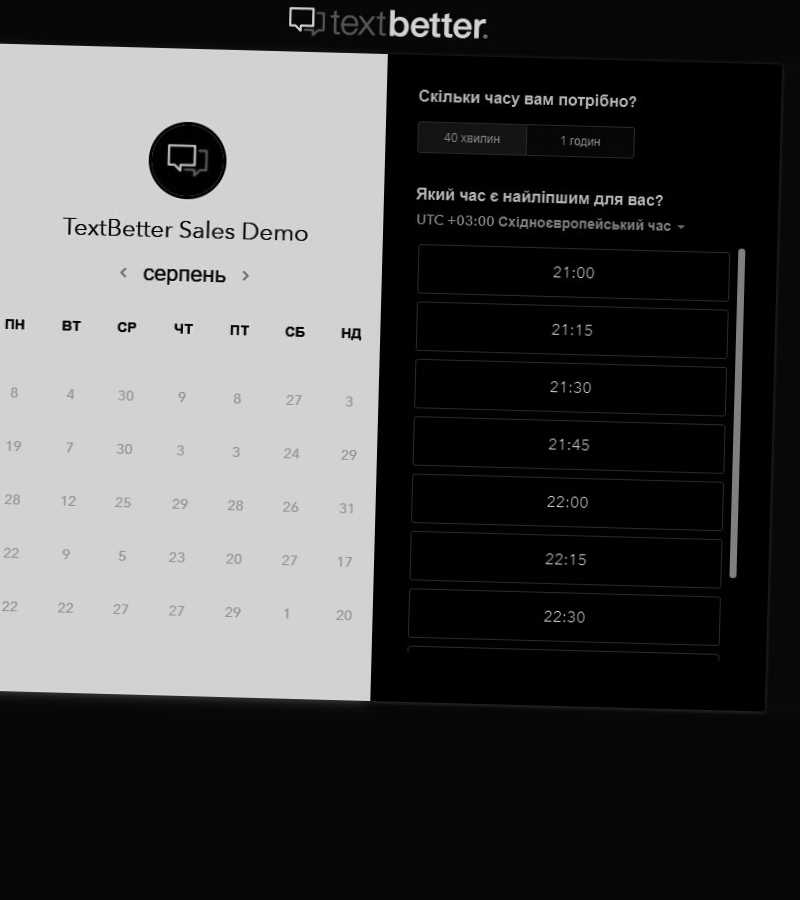 textbetter.
TextBetter Sales Demo
серпень
ПН ВТ СР ЧТ ПТ СБ НД
8 4 30 9 8 27 3
19 7 30 3 3 24 29
28 12 25 29 28 26 31
22 9 5 23 20 27 17
22 22 27 27 29 1 20
Скільки часу вам потрібно?
40 хвилин 1 годин
Який час є найліпшим для вас?
UTC +03:00 Східноєвропейський час
21:00
21:15
21:30
21:45
22:00
22:15
22:30